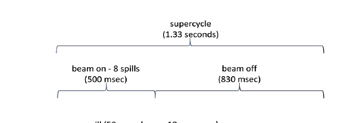 supercycle
(1.33 seconds)
beam on - 8 spills
(500 msec)
beam off
(830 msec)